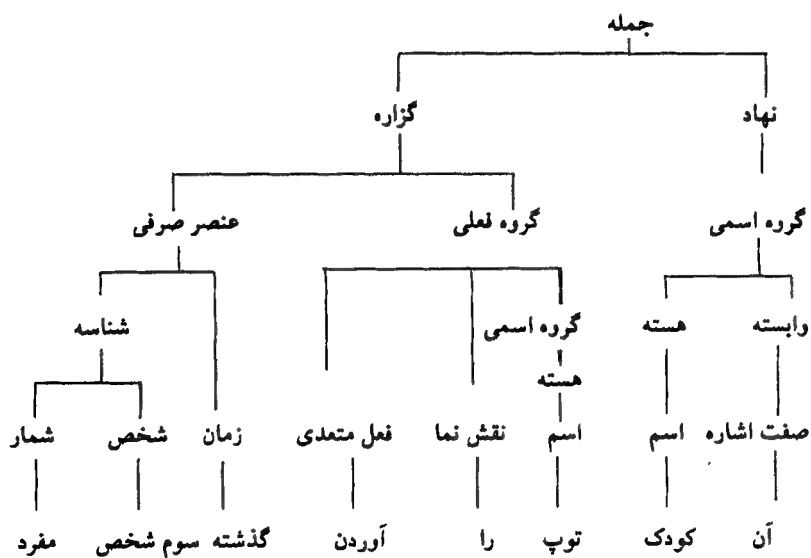 جمله
نهاد گزاره
گروه اسمی گروه فعلی عنصر صرفی
وابسته هسته گروه اسمی شناسه
هسته
صفت اشاره اسم اسم نقش نما فعل متعدی زمان شخص شمار
آن کودک توپ را آوردن گذشته سوم شخص مفرد